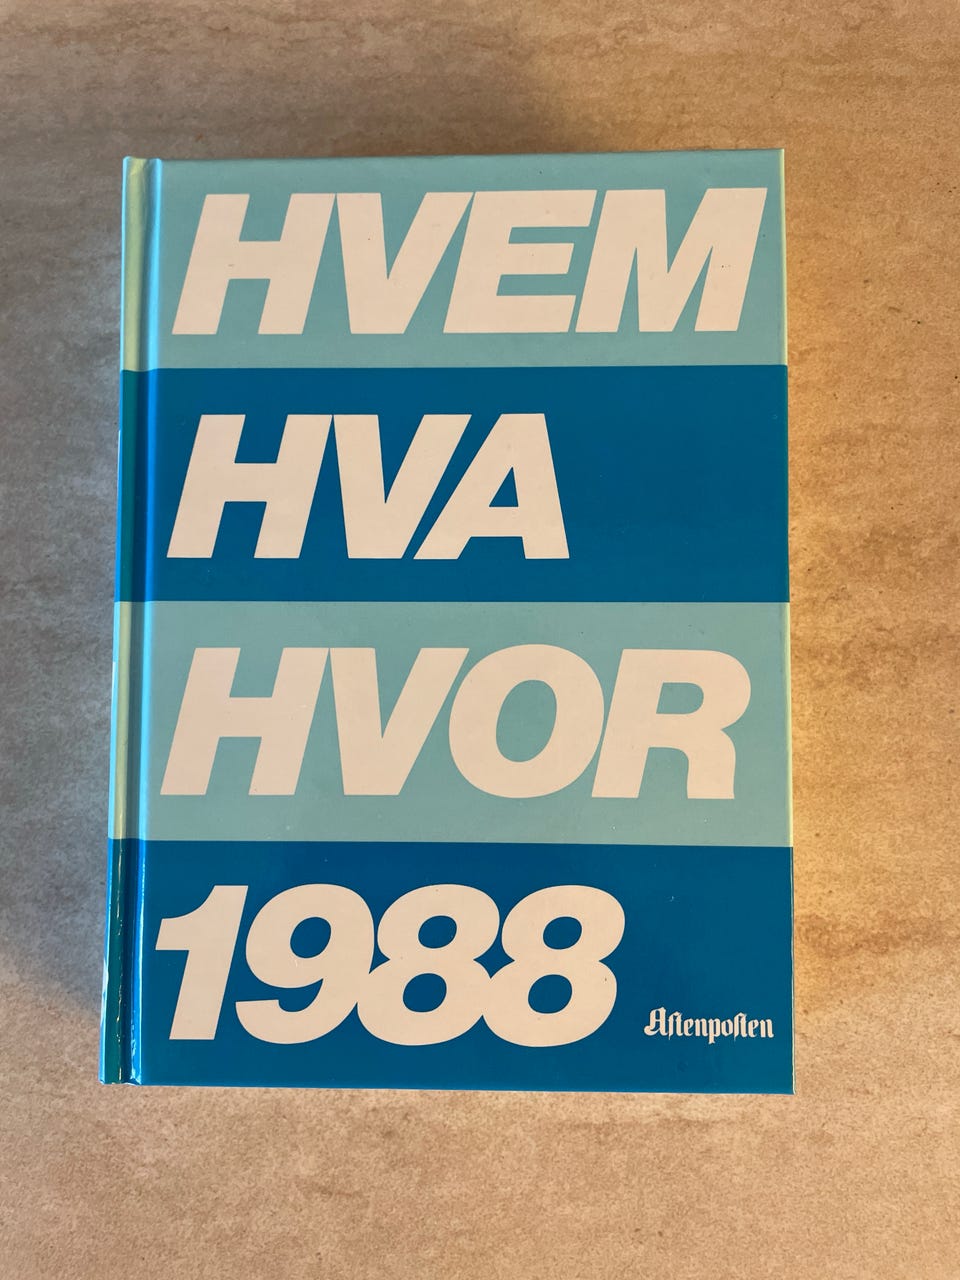 HVEM
HVA
HVOR
1988
Aftenposten